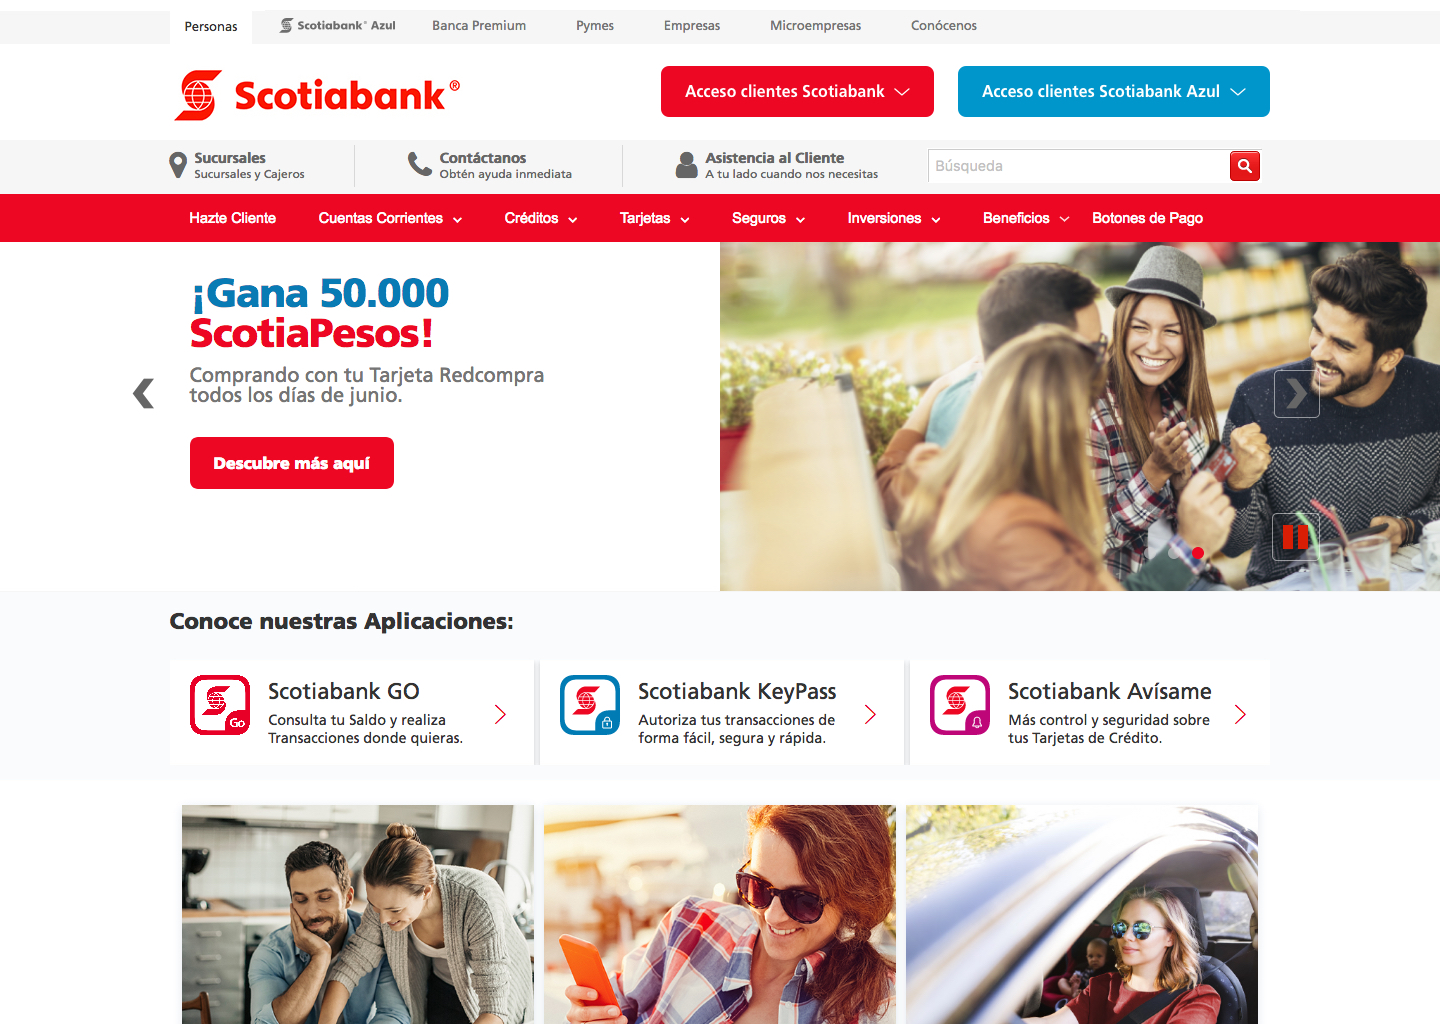 Personas
Scotiabank® Azul
Banca Premium
Pymes
Empresas
Microempresas
Conócenos
Scotiabank®
Acceso clientes Scotiabank
Acceso clientes Scotiabank Azul
Sucursales
Sucursales y Cajeros
Contáctanos
Obtén ayuda inmediata
Asistencia al Cliente
A tu lado cuando nos necesitas
Búsqueda
Hazte Cliente
Cuentas Corrientes
Créditos
Tarjetas
Seguros
Inversiones
Beneficios
Botones de Pago
¡Gana 50.000
ScotiaPesos!
Comprando con tu Tarjeta Redcompra
todos los días de junio.
Descubre más aquí
Conoce nuestras Aplicaciones:
Go
Scotiabank GO
Consulta tu Saldo y realiza
Transacciones donde quieras.
Scotiabank KeyPass
Autoriza tus transacciones de
forma fácil, segura y rápida.
Scotiabank Avísame
Más control y seguridad sobre
tus Tarjetas de Crédito.